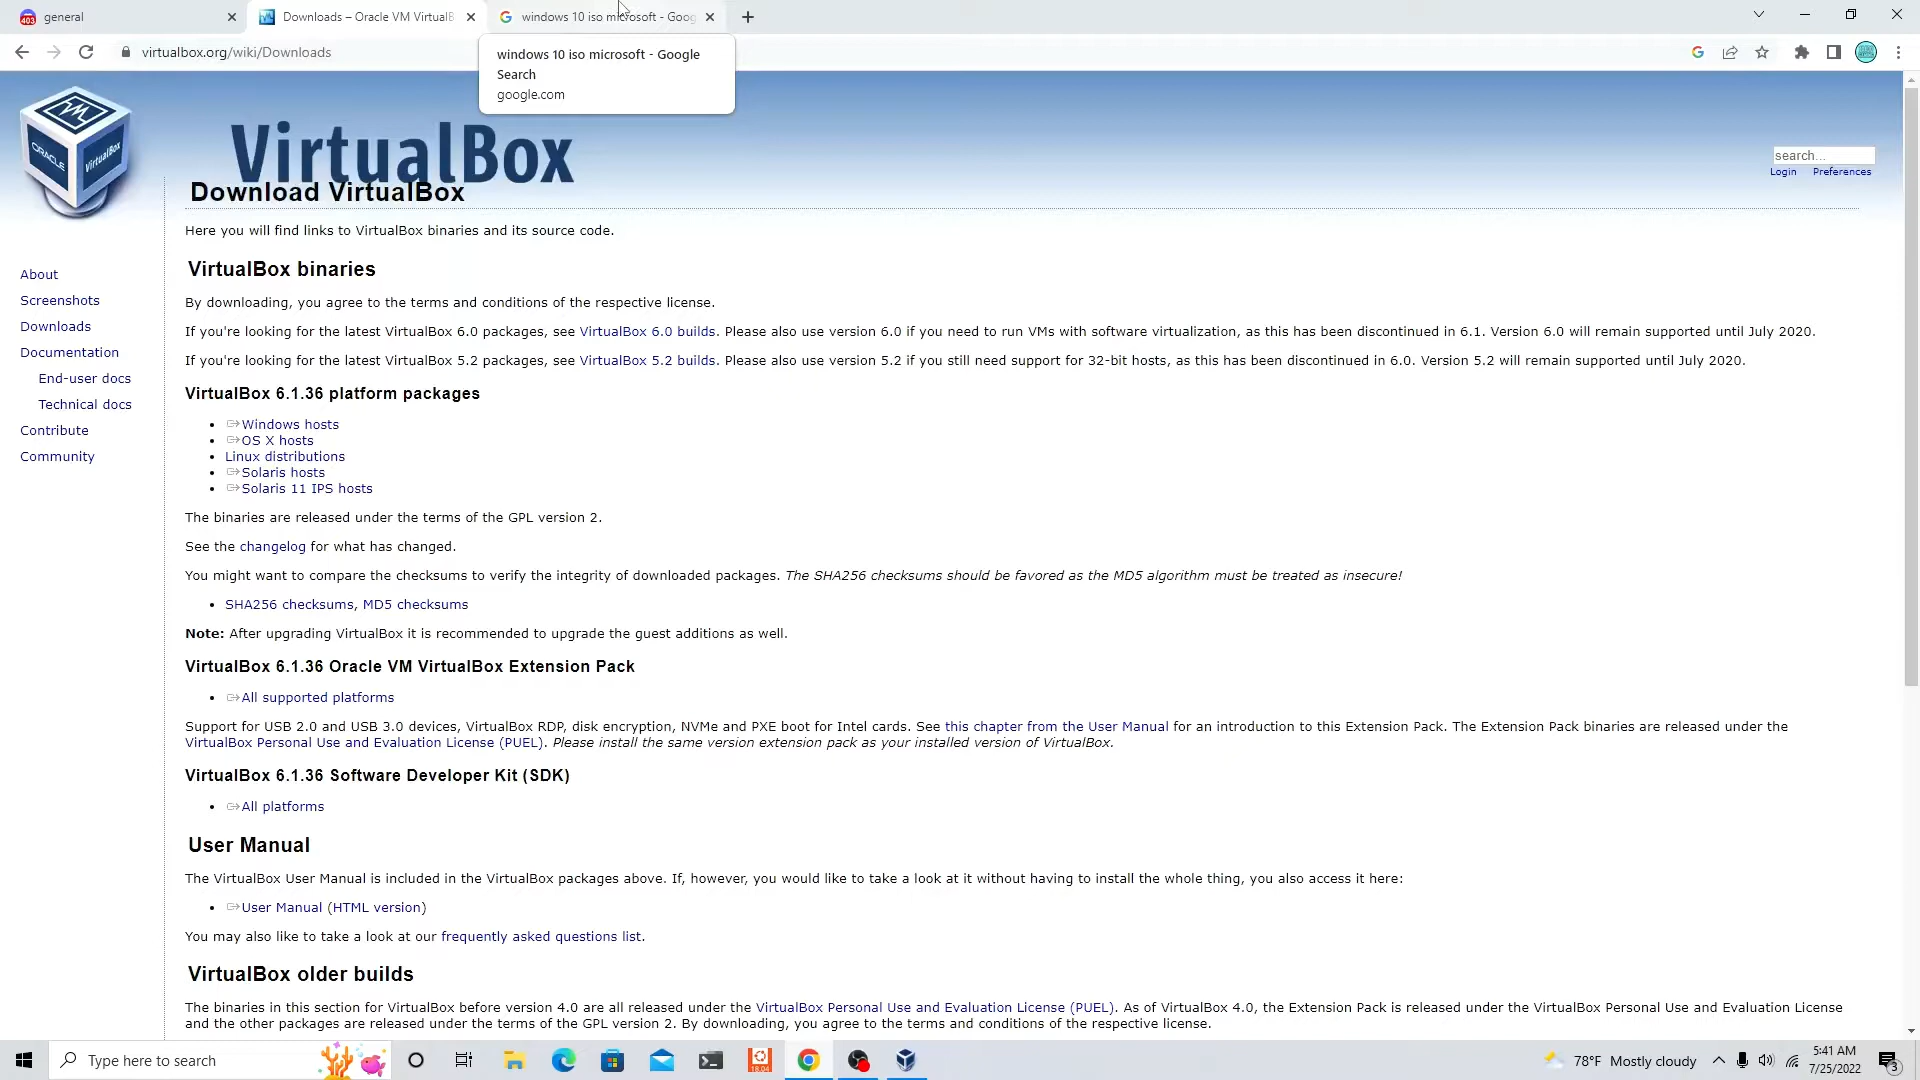 403 general
Downloads – Oracle VM VirtualB
windows 10 iso microsoft - Goog
virtualbox.org/wiki/Downloads
windows 10 iso microsoft - Google
Search
google.com
ORACLE
VirtualBox
VirtualBox
search...
Login Preferences
Download VirtualBox
Here you will find links to VirtualBox binaries and its source code.
About
Screenshots
Downloads
Documentation
End-user docs
Technical docs
Contribute
Community
VirtualBox binaries
By downloading, you agree to the terms and conditions of the respective license.
If you're looking for the latest VirtualBox 6.0 packages, see VirtualBox 6.0 builds. Please also use version 6.0 if you need to run VMs with software virtualization, as this has been discontinued in 6.1. Version 6.0 will remain supported until July 2020.
If you're looking for the latest VirtualBox 5.2 packages, see VirtualBox 5.2 builds. Please also use version 5.2 if you still need support for 32-bit hosts, as this has been discontinued in 6.0. Version 5.2 will remain supported until July 2020.
VirtualBox 6.1.36 platform packages
• Windows hosts
• OS X hosts
• Linux distributions
• Solaris hosts
• Solaris 11 IPS hosts
The binaries are released under the terms of the GPL version 2.
See the changelog for what has changed.
You might want to compare the checksums to verify the integrity of downloaded packages. The SHA256 checksums should be favored as the MD5 algorithm must be treated as insecure!
• SHA256 checksums, MD5 checksums
Note: After upgrading VirtualBox it is recommended to upgrade the guest additions as well.
VirtualBox 6.1.36 Oracle VM VirtualBox Extension Pack
• All supported platforms
Support for USB 2.0 and USB 3.0 devices, VirtualBox RDP, disk encryption, NVMe and PXE boot for Intel cards. See this chapter from the User Manual for an introduction to this Extension Pack. The Extension Pack binaries are released under the
VirtualBox Personal Use and Evaluation License (PUEL). Please install the same version extension pack as your installed version of VirtualBox.
VirtualBox 6.1.36 Software Developer Kit (SDK)
• All platforms
User Manual
The VirtualBox User Manual is included in the VirtualBox packages above. If, however, you would like to take a look at it without having to install the whole thing, you also access it here:
• User Manual (HTML version)
You may also like to take a look at our frequently asked questions list.
VirtualBox older builds
The binaries in this section for VirtualBox before version 4.0 are all released under the VirtualBox Personal Use and Evaluation License (PUEL). As of VirtualBox 4.0, the Extension Pack is released under the VirtualBox Personal Use and Evaluation License
and the other packages are released under the terms of the GPL version 2. By downloading, you agree to the terms and conditions of the respective license.
Type here to search
18.04
78°F Mostly cloudy
5:41 AM
7/25/2022
3